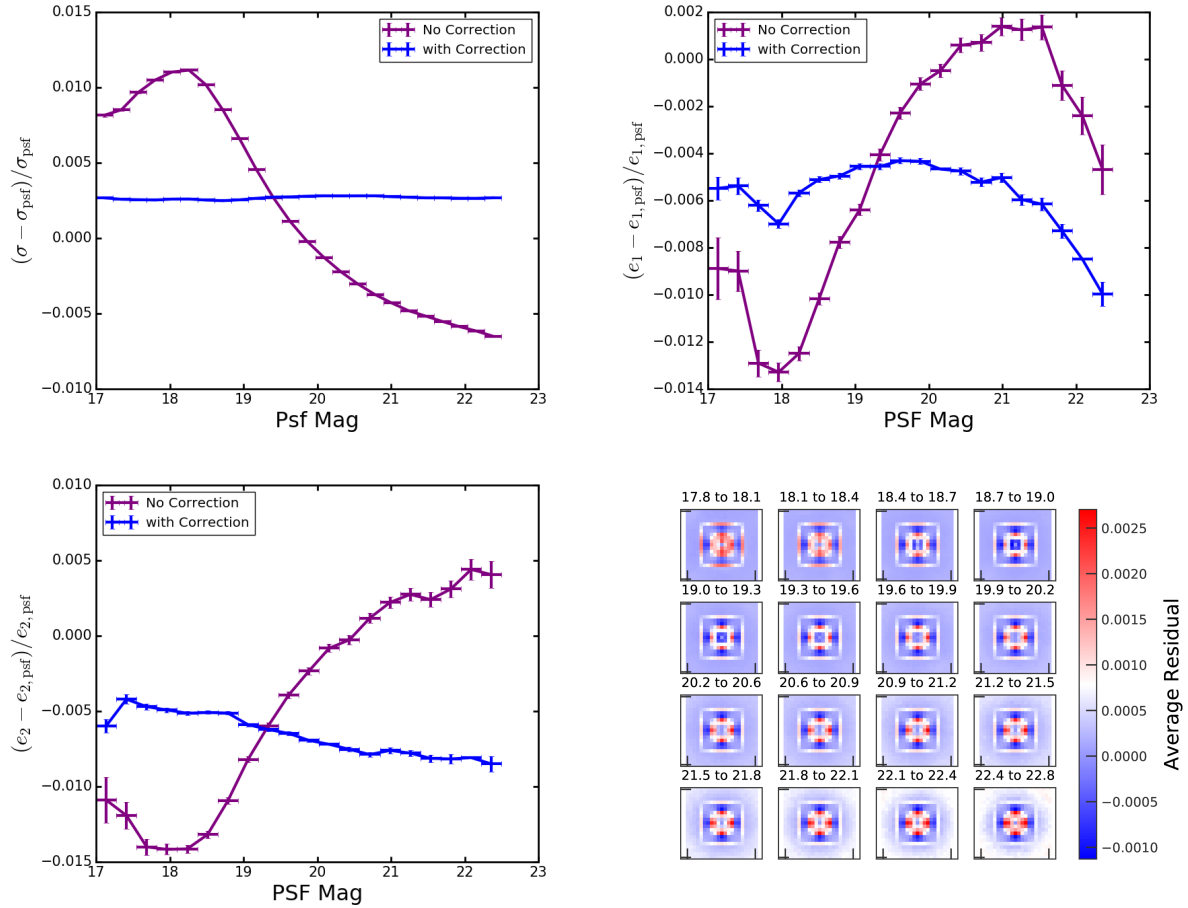 0.015
0.010
0.005
0.000
−0.005
−0.010
(σ − σpsf)/σpsf
No Correction
with Correction
17 18 19 20 21 22 23
Psf Mag
0.002
0.000
−0.002
−0.004
−0.006
−0.008
−0.010
−0.012
−0.014
(e1 − e1,psf)/e1,psf
No Correction
with Correction
17 18 19 20 21 22 23
PSF Mag
0.010
0.005
0.000
−0.005
−0.010
−0.015
(e2 − e2,psf)/e2,psf
No Correction
with Correction
17 18 19 20 21 22 23
PSF Mag
17.8 to 18.1 18.1 to 18.4 18.4 to 18.7 18.7 to 19.0
19.0 to 19.3 19.3 to 19.6 19.6 to 19.9 19.9 to 20.2
20.2 to 20.6 20.6 to 20.9 20.9 to 21.2 21.2 to 21.5
21.5 to 21.8 21.8 to 22.1 22.1 to 22.4 22.4 to 22.8
0.0025
0.0020
0.0015
0.0010
0.0005
0.0000
−0.0005
−0.0010
Average Residual